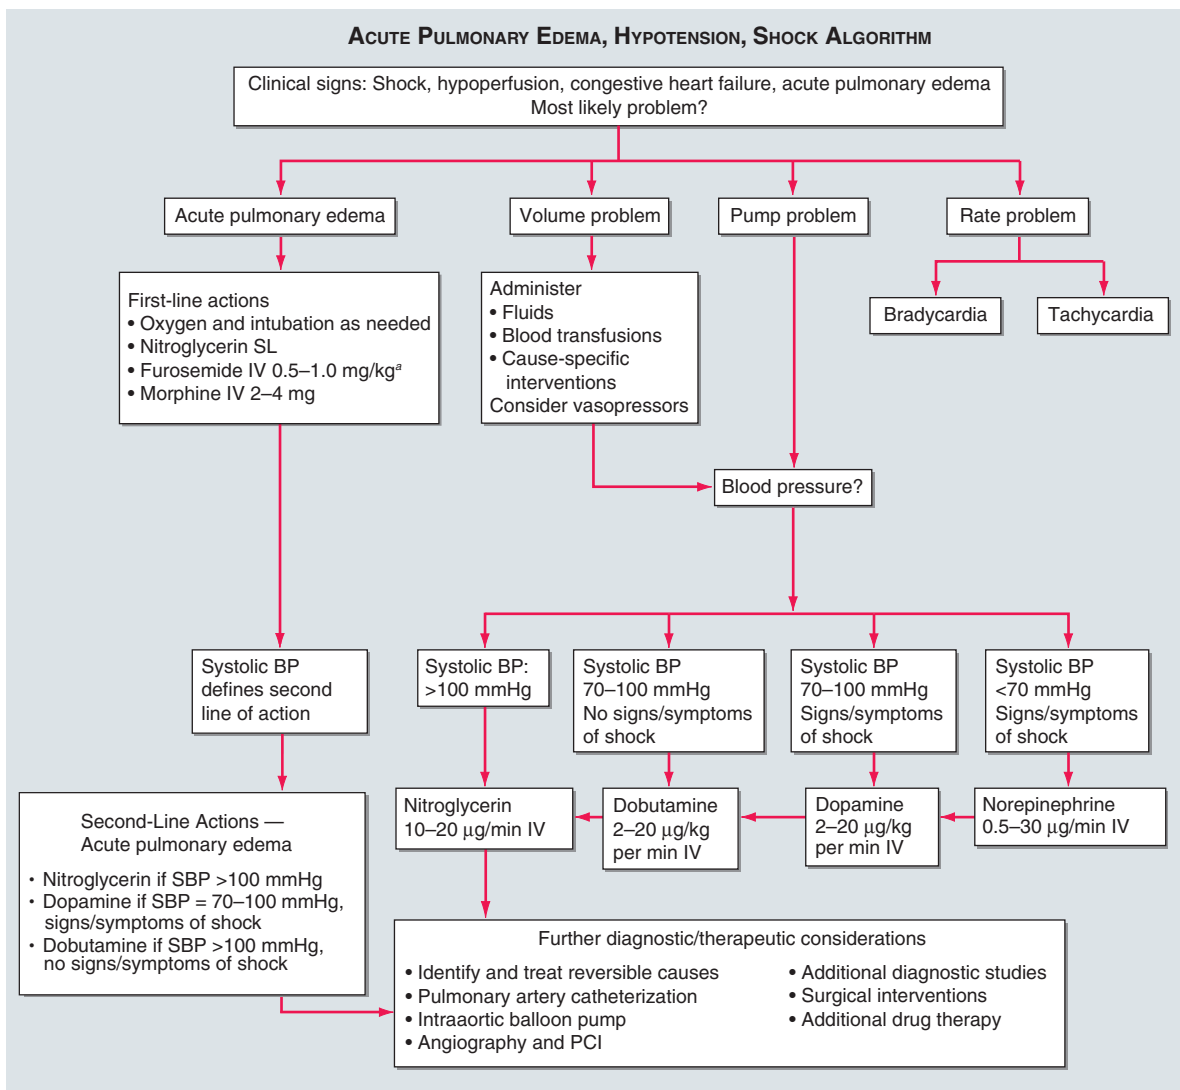 ACUTE PULMONARY EDEMA, HYPOTENSION, SHOCK ALGORITHM
Clinical signs: Shock, hypoperfusion, congestive heart failure, acute pulmonary edema
Most likely problem?
Acute pulmonary edema
Volume problem
Pump problem
Rate problem
First-line actions
• Oxygen and intubation as needed
• Nitroglycerin SL
• Furosemide IV 0.5–1.0 mg/kgᵃ
• Morphine IV 2–4 mg
Administer
• Fluids
• Blood transfusions
• Cause-specific
interventions
Consider vasopressors
Bradycardia
Tachycardia
Blood pressure?
Systolic BP
defines second
line of action
Systolic BP:
>100 mmHg
Systolic BP
70–100 mmHg
No signs/symptoms
of shock
Systolic BP
70–100 mmHg
Signs/symptoms
of shock
Systolic BP
<70 mmHg
Signs/symptoms
of shock
Second-Line Actions —
Acute pulmonary edema
• Nitroglycerin if SBP >100 mmHg
• Dopamine if SBP = 70–100 mmHg,
signs/symptoms of shock
• Dobutamine if SBP >100 mmHg,
no signs/symptoms of shock
Nitroglycerin
10–20 μg/min IV
Dobutamine
2–20 μg/kg
per min IV
Dopamine
2–20 μg/kg
per min IV
Norepinephrine
0.5–30 μg/min IV
Further diagnostic/therapeutic considerations
• Identify and treat reversible causes
• Pulmonary artery catheterization
• Intraaortic balloon pump
• Angiography and PCI
• Additional diagnostic studies
• Surgical interventions
• Additional drug therapy